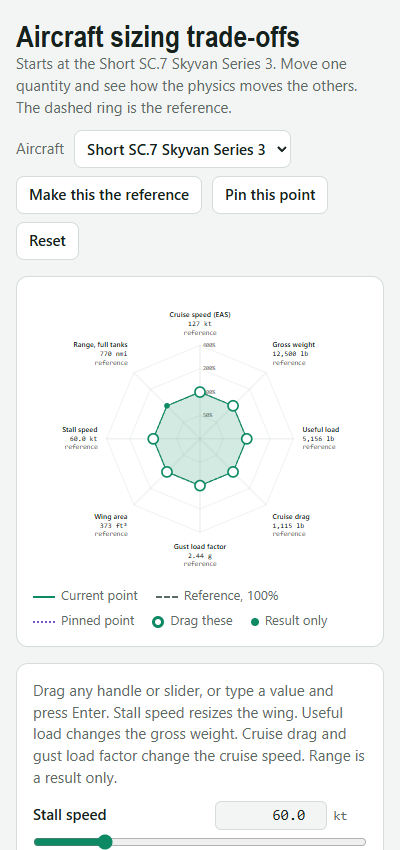 Aircraft sizing trade-offs
Starts at the Short SC.7 Skyvan Series 3. Move one
quantity and see how the physics moves the others.
The dashed ring is the reference.
Aircraft Short SC.7 Skyvan Series 3
Make this the reference Pin this point
Reset
Cruise speed (EAS)
127 kt
reference
Range, full tanks
770 nmi
reference
Gross weight
12,500 lb
reference
400%
200%
50%
Stall speed
60.0 kt
reference
Useful load
5,156 lb
reference
Wing area
373 ft²
reference
Cruise drag
1,115 lb
reference
Gust load factor
2.44 g
reference
Current point Reference, 100%
Pinned point Drag these Result only
Drag any handle or slider, or type a value and
press Enter. Stall speed resizes the wing. Useful
load changes the gross weight. Cruise drag and
gust load factor change the cruise speed. Range is
a result only.
Stall speed 60.0 kt